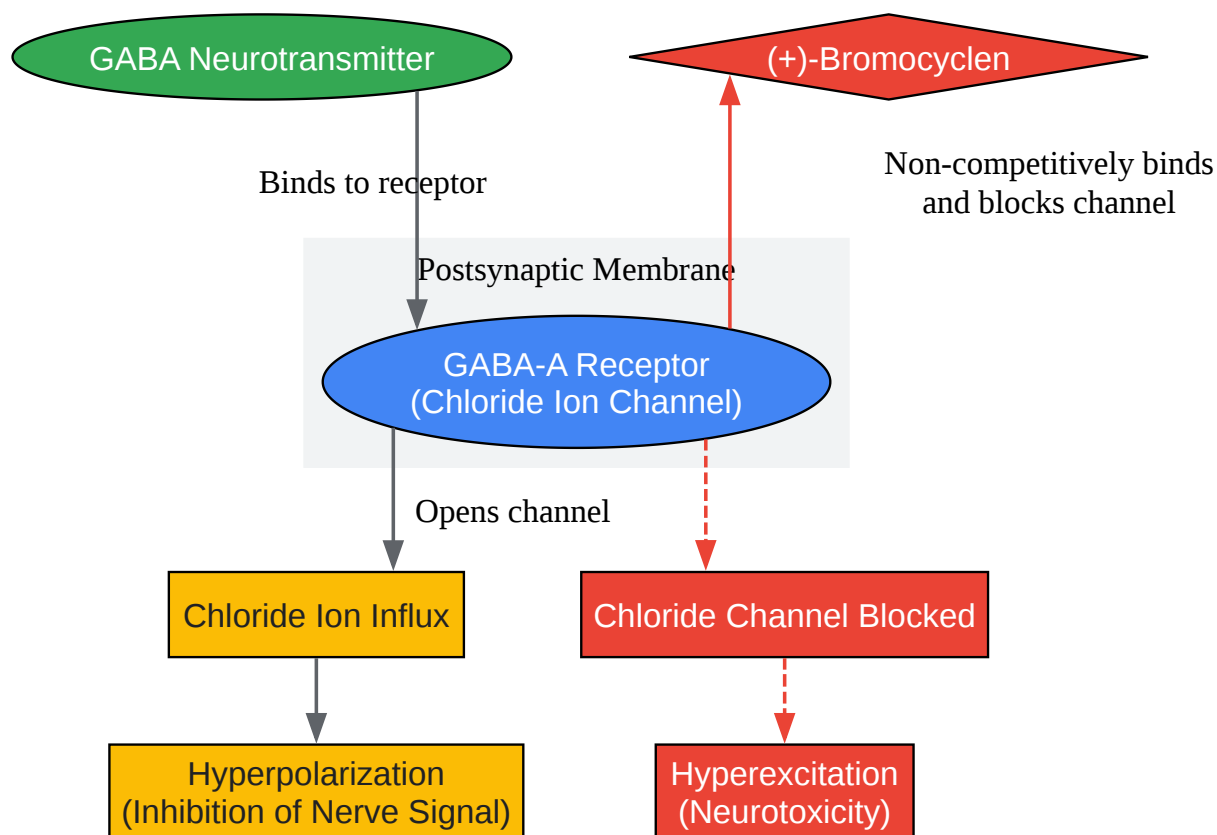 GABA Neurotransmitter
(+)-Bromocyclen
Binds to receptor
Non-competitively binds
and blocks channel
Postsynaptic Membrane
GABA-A Receptor
(Chloride Ion Channel)
Opens channel
Chloride Ion Influx
Chloride Channel Blocked
Hyperpolarization
(Inhibition of Nerve Signal)
Hyperexcitation
(Neurotoxicity)